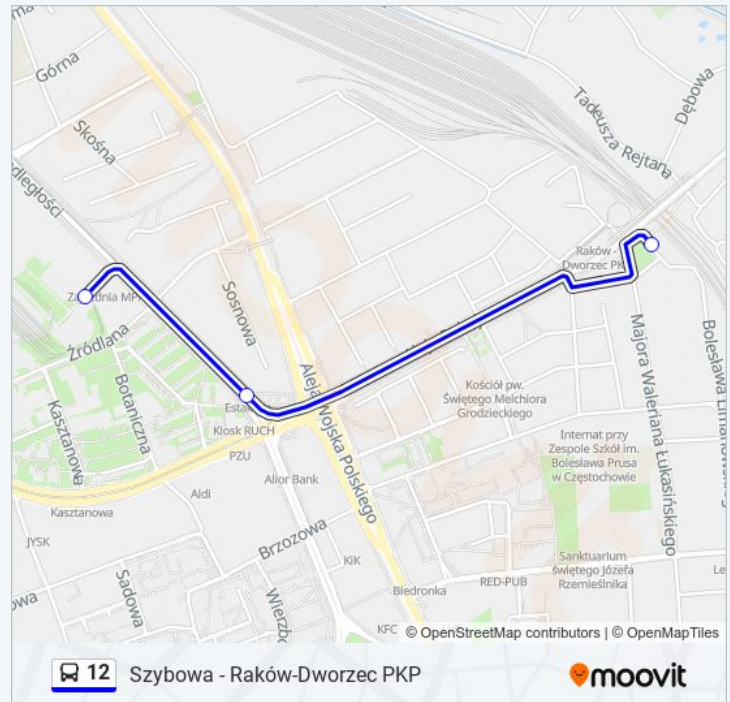 Górna
Skośna
Tadeusza Rejtana
Dębowa
Raków -
Dworzec PK
Sosnowa
Źródlana
Botaniczna
Kasztanowa
Kiosk RUCH
PZU
Aleja Wojska Polskiego
Kościół pw.
Świętego Melchiora
Grodzieckiego
Majora Waleriana Łukasińskiego
Internat przy
Zespole Szkół im.
Bolesława Prusa
w Częstochowie
Alior Bank
Aldi
Kasztanowa
JYSK
Brzozowa
KiK
Sadowa
Biedronka
RED-PUB
Sanktuarium
świętego Józefa
Rzemieślnika
KFC
© OpenStreetMap contributors | © OpenMapTiles
12 Szybowa - Raków-Dworzec PKP
moovit